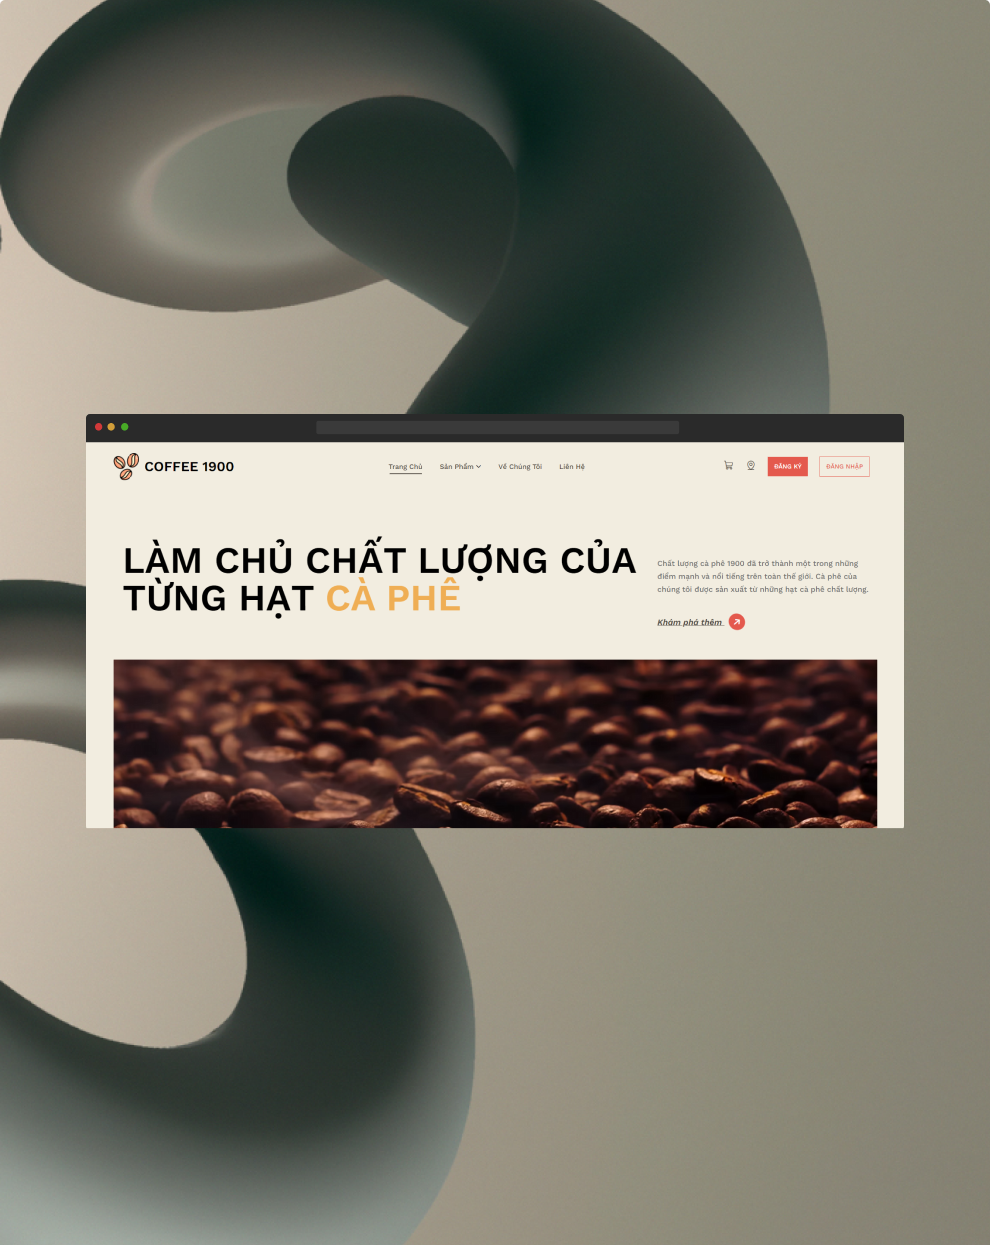 COFFEE 1900
Trang Chủ Sản Phẩm Về Chúng Tôi Liên Hệ
ĐĂNG KÝ ĐĂNG NHẬP
LÀM CHỦ CHẤT LƯỢNG CỦA
TỪNG HẠT CÀ PHÊ
Chất lượng cà phê 1900 đã trở thành một trong những
điểm mạnh và nổi tiếng trên toàn thế giới. Cà phê của
chúng tôi được sản xuất từ những hạt cà phê chất lượng.
Khám phá thêm